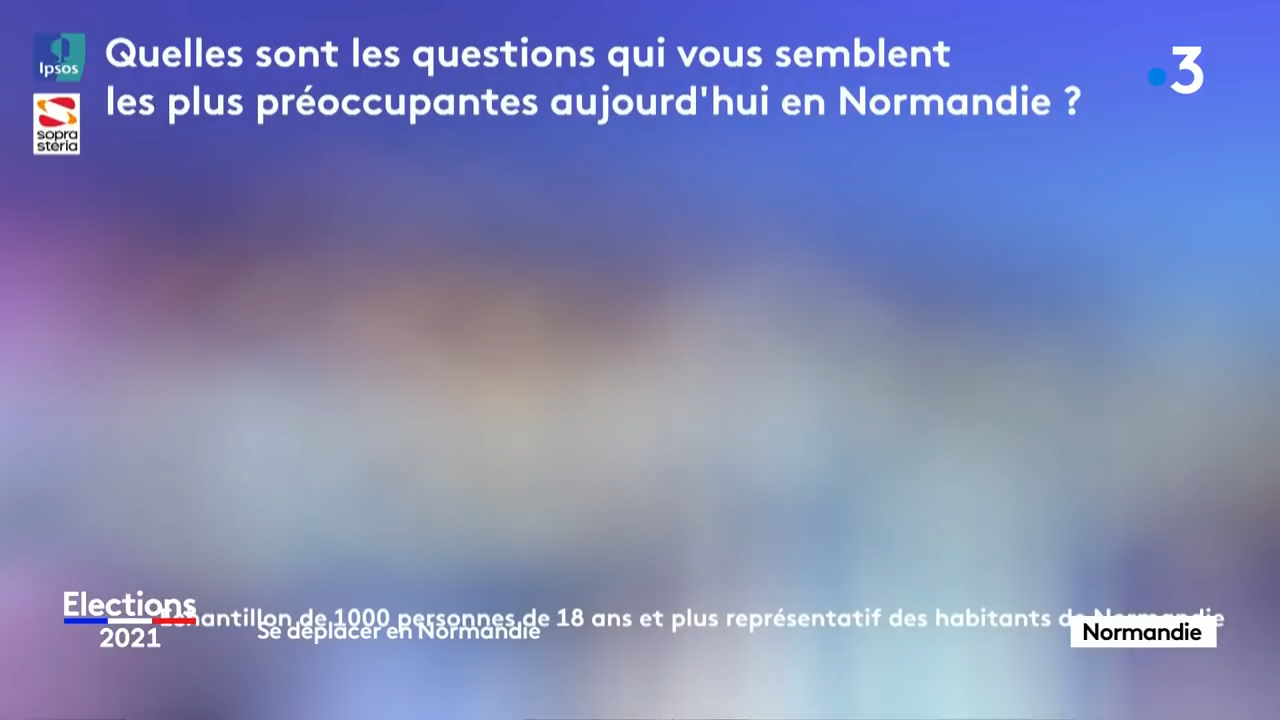 Ipsos
Quelles sont les questions qui vous semblent
les plus préoccupantes aujourd'hui en Normandie ?
3
sopra
steria
Elections
2021
Echantillon de 1000 personnes de 18 ans et plus représentatif des habitants de Normandie
Se déplacer en Normandie
Normandie